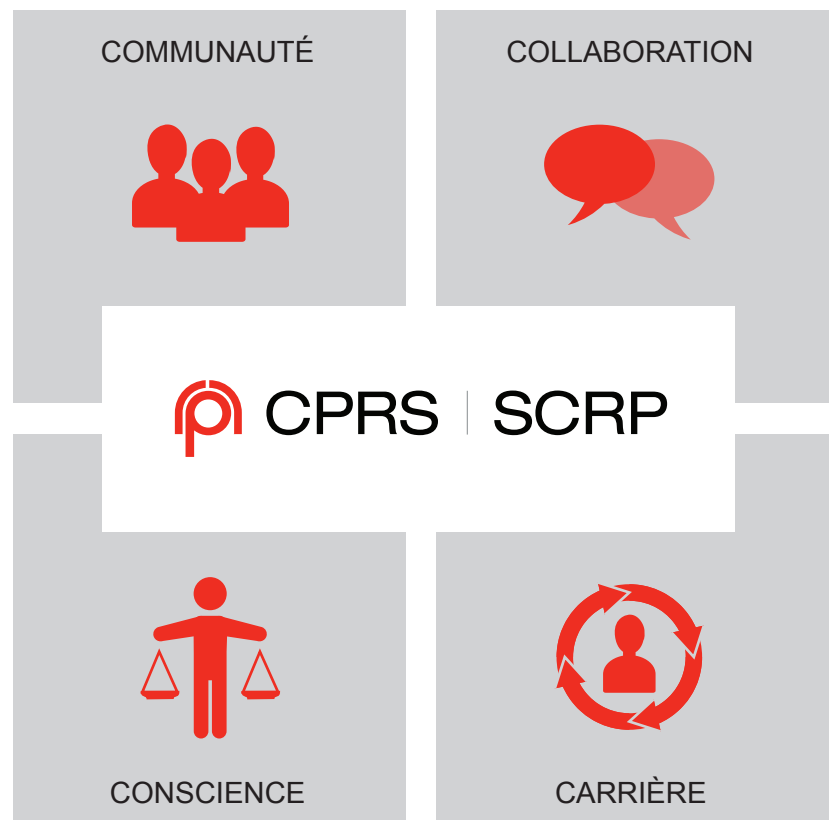 COMMUNAUTÉ
COLLABORATION
CPRS | SCRP
CONSCIENCE
CARRIÈRE